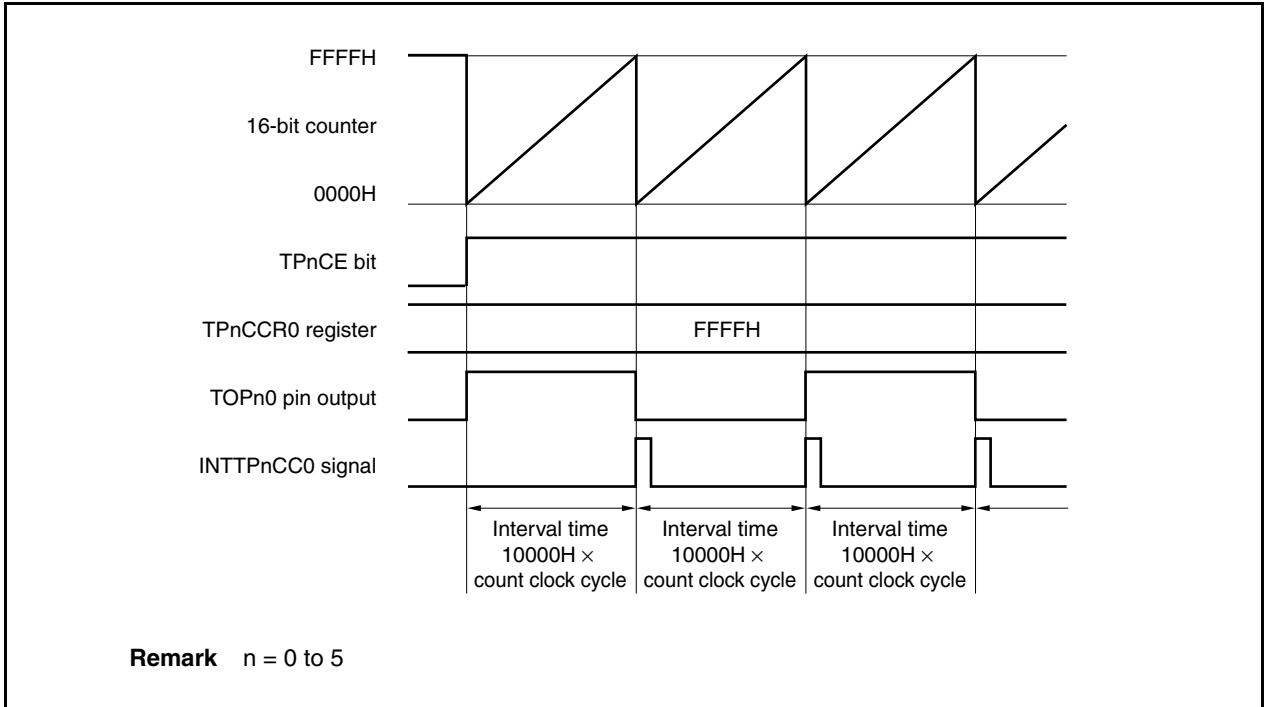 FFFFH
16-bit counter
0000H
TPnCE bit
TPnCCR0 register
FFFFH
TOPn0 pin output
INTTPnCC0 signal
Interval time
10000H ×
count clock cycle
Interval time
10000H ×
count clock cycle
Interval time
10000H ×
count clock cycle
Remark n = 0 to 5